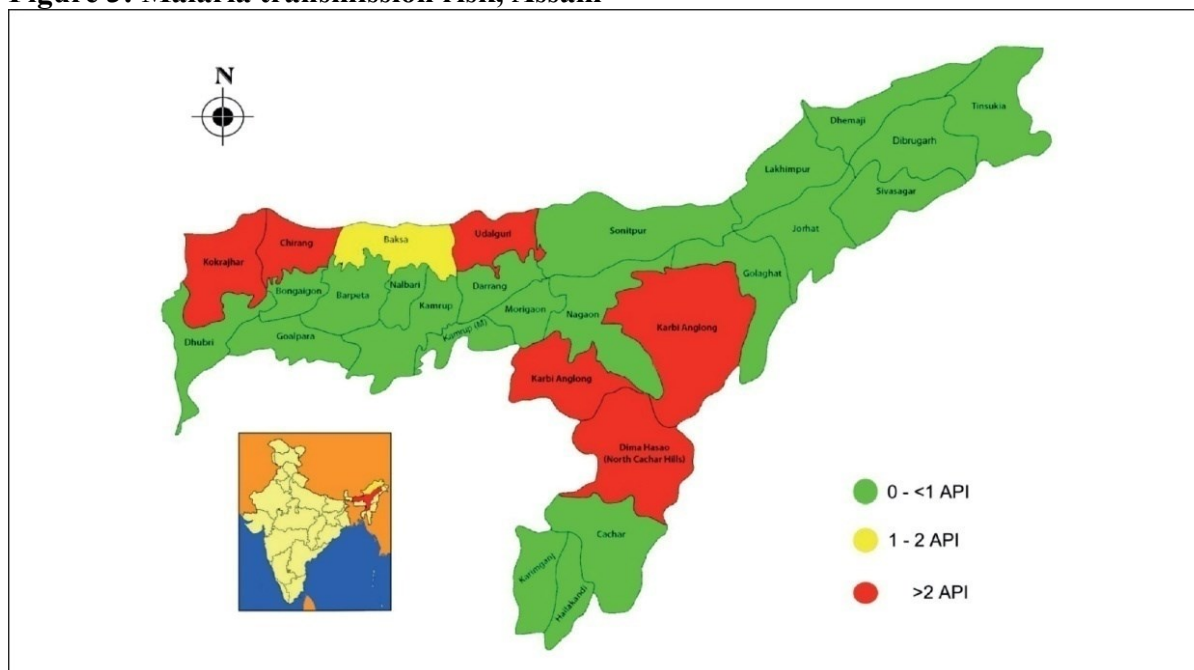 Figure 3: Malaria transmission risk, Assam
N
Tinsukia
Dhemaji
Dibrugarh
Lakhimpur
Sivasagar
Jorhat
Udalguri
Sonitpur
Baksa
Chirang
Kokrajhar
Golaghat
Nalbari
Darrang
Bongaigon
Barpeta
Kamrup
Morigaon
Nagaon
Kamrup (M)
Karbi Anglong
Goalpara
Dhubri
Karbi Anglong
Dima Hasao
(North Cachar Hills)
0 - <1 API
Cachar
1 - 2 API
Karimganj
Hailakandi
>2 API